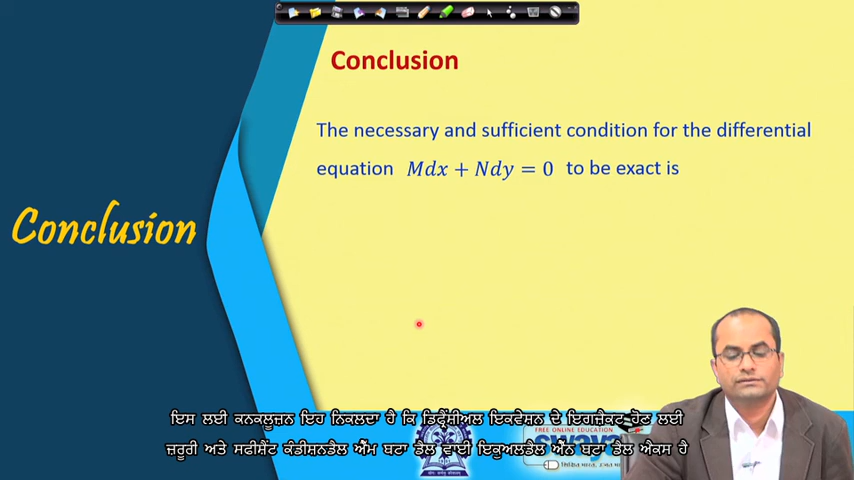 Conclusion
The necessary and sufficient condition for the differential
equation Mdx + Ndy = 0 to be exact is
Conclusion
FREE ONLINE EDUCATION
swayam
ਇਸ ਲਈ ਕਨਕਲੂਜ਼ਨ ਇਹ ਨਿਕਲਦਾ ਹੈ ਕਿ ਡਿਫ੍ਰੈਂਸ਼ੀਅਲ ਇਕਵੇਸ਼ਨ ਦੇ ਇਗਜ਼ੈਕਟ ਹੋਣ ਲਈ
ਜ਼ਰੂਰੀ ਅਤੇ ਸਫੀਸ਼ੈਂਟ ਕੰਡੀਸ਼ਨਡੈਲ ਐੱਮ ਬਟਾ ਡੈਲ ਵਾਈ ਇਕੁਅਲਡੈਲ ਐੱਨ ਬਟਾ ਡੈਲ ਐਕਸ ਹੈ